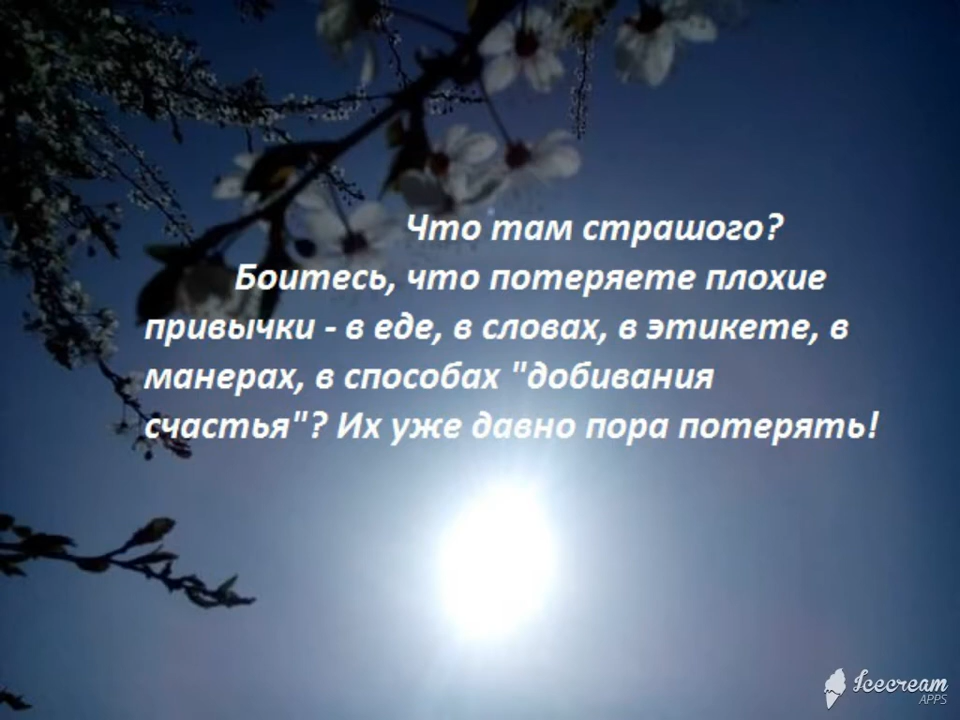 Что там страшого?
Боитесь, что потеряете плохие
привычки - в еде, в словах, в этикете, в
манерах, в способах "добивания
счастья"? Их уже давно пора потерять!
Icecream
APPS